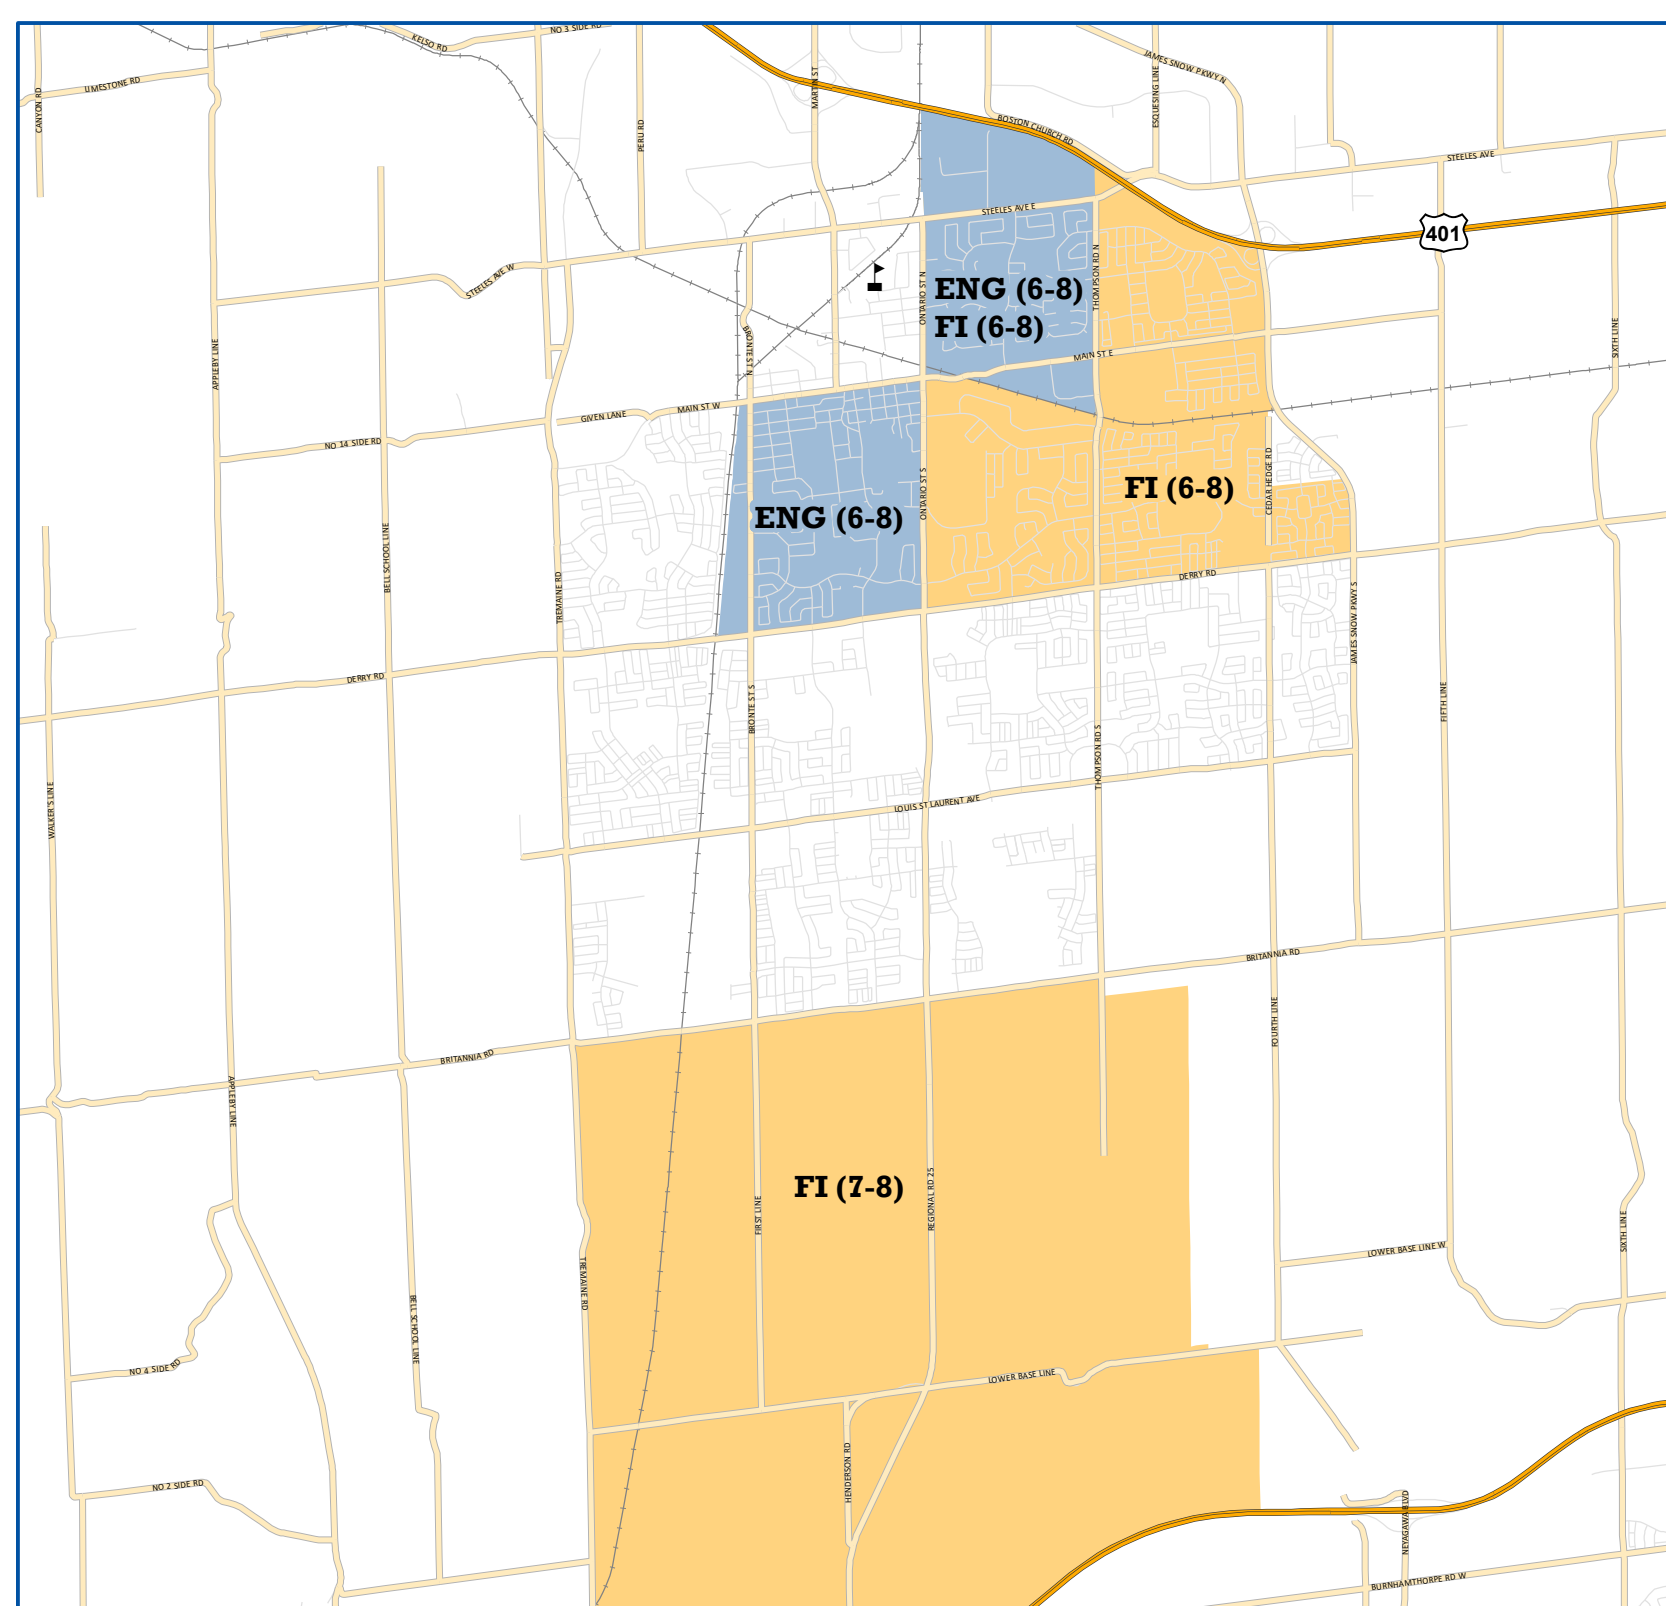 KELSO RD
NO 3 SIDE RD
LIMESTONE RD
CANYON RD
PERU RD
MARTIN ST
JAMES SNOW PKWY N
ESQUESING LINE
BOSTON CHURCH RD
STEELES AVE
401
STEELES AVE E
STEELES AVE W
ONTARIO ST N
THOMPSON RD N
ENG (6-8)
FI (6-8)
APPLEBY LINE
BRONTE ST N
MAIN ST E
SIXTH LINE
GIVEN LANE
MAIN ST W
NO 14 SIDE RD
ONTARIO ST S
FI (6-8)
CEDAR HEDGE RD
ENG (6-8)
BELL SCHOOL LINE
TREMAINE RD
DERRY RD
JAMES SNOW PKWY S
DERRY RD
BRONTE ST S
FIFTH LINE
THOMPSON RD S
WALKER'S LINE
LOUIS ST LAURENT AVE
BRITANNIA RD
FOURTH LINE
BRITANNIA RD
APPLEBY LINE
FI (7-8)
FIRST LINE
REGIONAL RD 25
SIXTH LINE
LOWER BASE LINE W
TREMAINE RD
BELL SCHOOL LINE
NO 4 SIDE RD
LOWER BASE LINE
HENDERSON RD
NO 2 SIDE RD
NEYAGAWA BLVD
BURNHAMTHORPE RD W